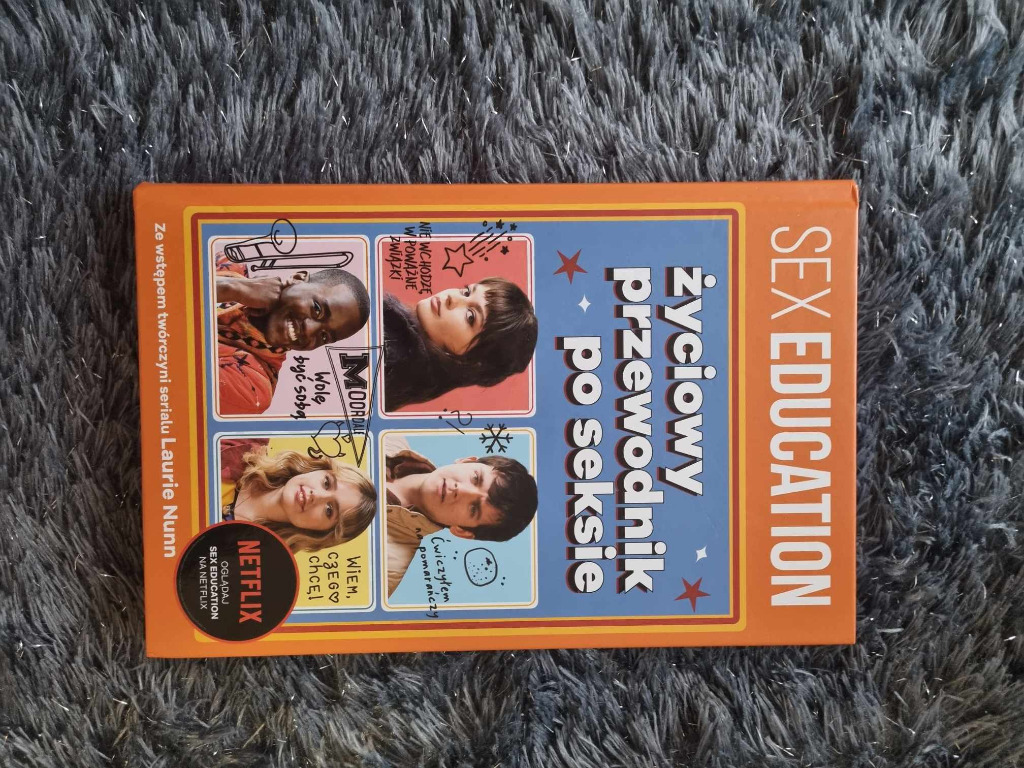 SEX EDUCATION
życiowy
przewodnik
po seksie
NIE WCHODZĘ
W POWAŻNE
ZWIĄZKI
?!
Ćwiczyłem
na pomarańczy
MOORDALE
Wolę
być sobą
WIEM,
CZEGO
CHCĘ!
NETFLIX
OGLĄDAJ
SEX EDUCATION
NA NETFLIX
Ze wstępem twórczyni serialu Laurie Nunn